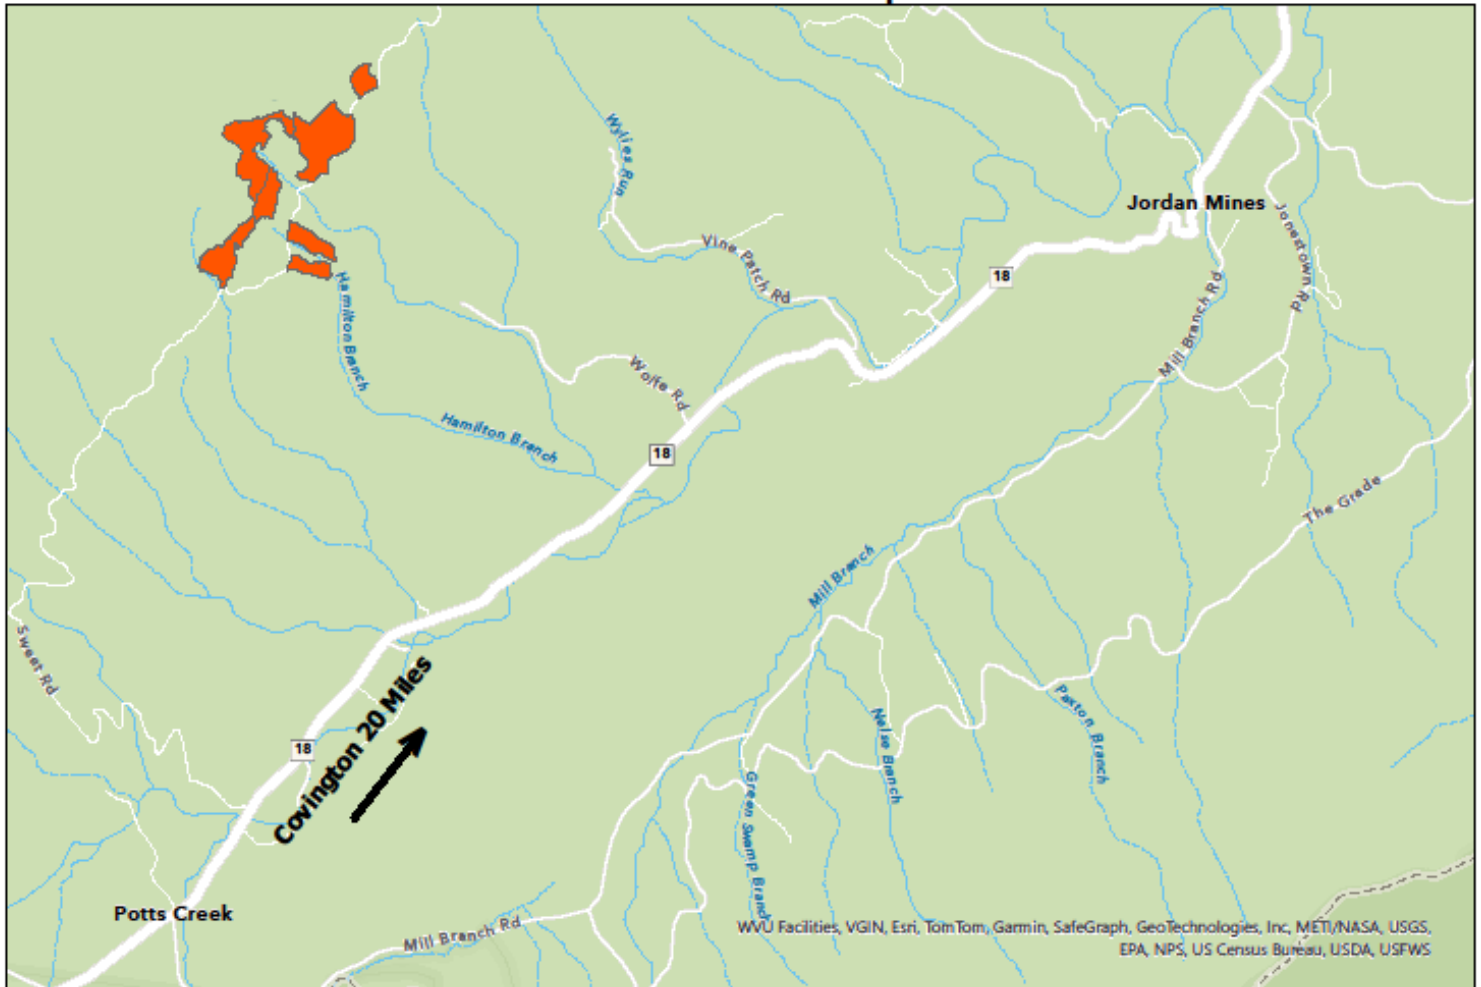 Wylies Run
Jordan Mines
Jonestown Rd
Vine Patch Rd
18
Mill Branch Rd
Hamilton Branch
Wolfe Rd
Hamilton Branch
18
The Grade
Mill Branch
Sweet Rd
Covington 20 Miles
Paxton Branch
Nelse Branch
18
Green Swamp Branch
Potts Creek
Mill Branch Rd
WVU Facilities, VGIN, Esri, TomTom, Garmin, SafeGraph, GeoTechnologies, Inc, METI/NASA, USGS,
EPA, NPS, US Census Bureau, USDA, USFWS